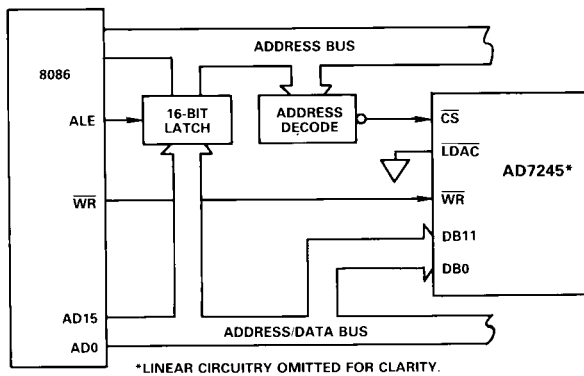 ADDRESS BUS
8086
ALE
16-BIT
LATCH
ADDRESS
DECODE
CS
LDAC
AD7245*
WR
WR
DB11
DB0
AD15
ADDRESS/DATA BUS
AD0
*LINEAR CIRCUITRY OMITTED FOR CLARITY.